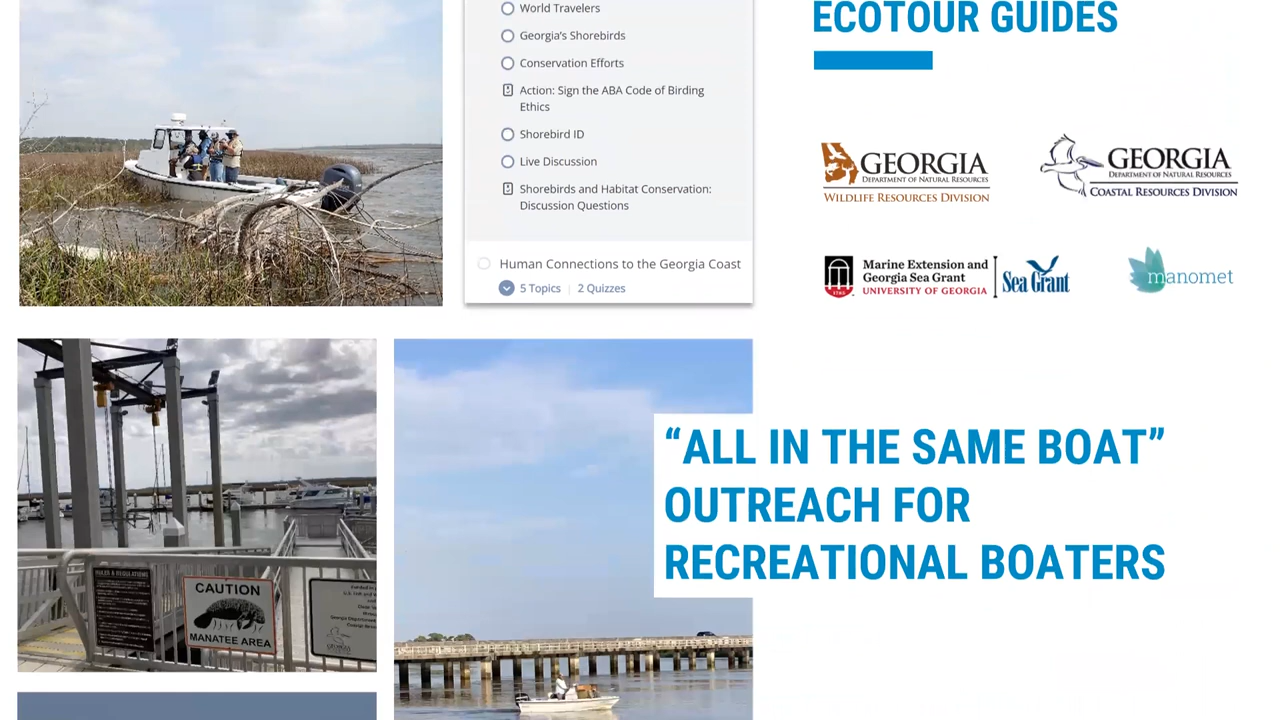 World Travelers
Georgia's Shorebirds
Conservation Efforts
Action: Sign the ABA Code of Birding
Ethics
Shorebird ID
Live Discussion
Shorebirds and Habitat Conservation:
Discussion Questions
Human Connections to the Georgia Coast
5 Topics | 2 Quizzes
ECOTOUR GUIDES
GEORGIA
DEPARTMENT OF NATURAL RESOURCES
WILDLIFE RESOURCES DIVISION
GEORGIA
DEPARTMENT OF NATURAL RESOURCES
COASTAL RESOURCES DIVISION
Marine Extension and
Georgia Sea Grant
UNIVERSITY OF GEORGIA
Sea Grant
manomet
"ALL IN THE SAME BOAT"
OUTREACH FOR
RECREATIONAL BOATERS
RULES & REGULATIONS
CAUTION
MANATEE AREA
GEORGIA